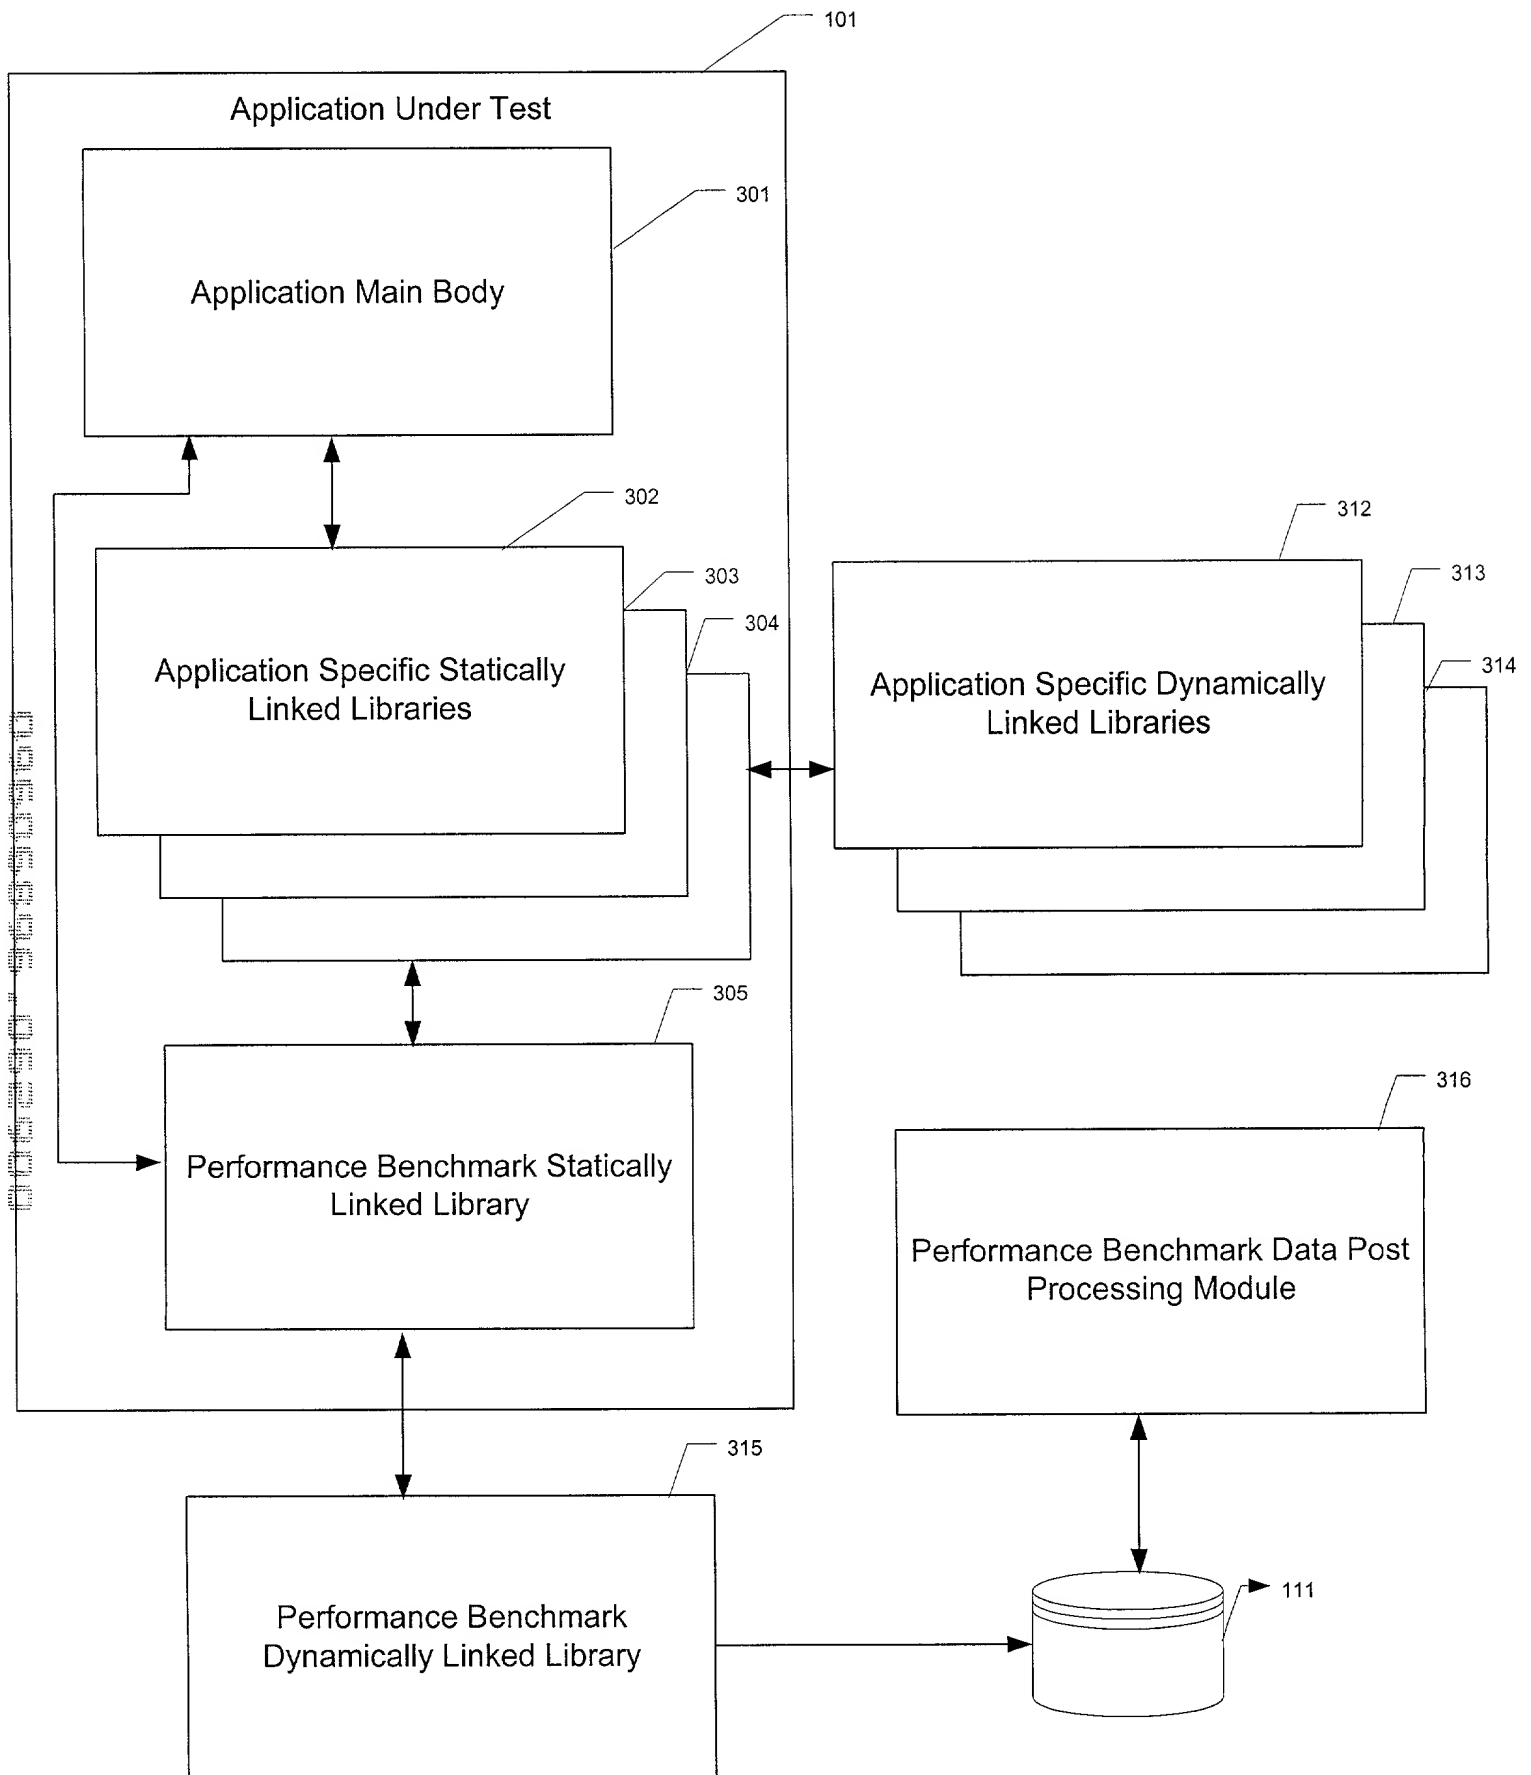 101
Application Under Test
301
Application Main Body
302
303
304
Application Specific Statically
Linked Libraries
312
313
314
Application Specific Dynamically
Linked Libraries
305
Performance Benchmark Statically
Linked Library
316
Performance Benchmark Data Post
Processing Module
315
Performance Benchmark
Dynamically Linked Library
111